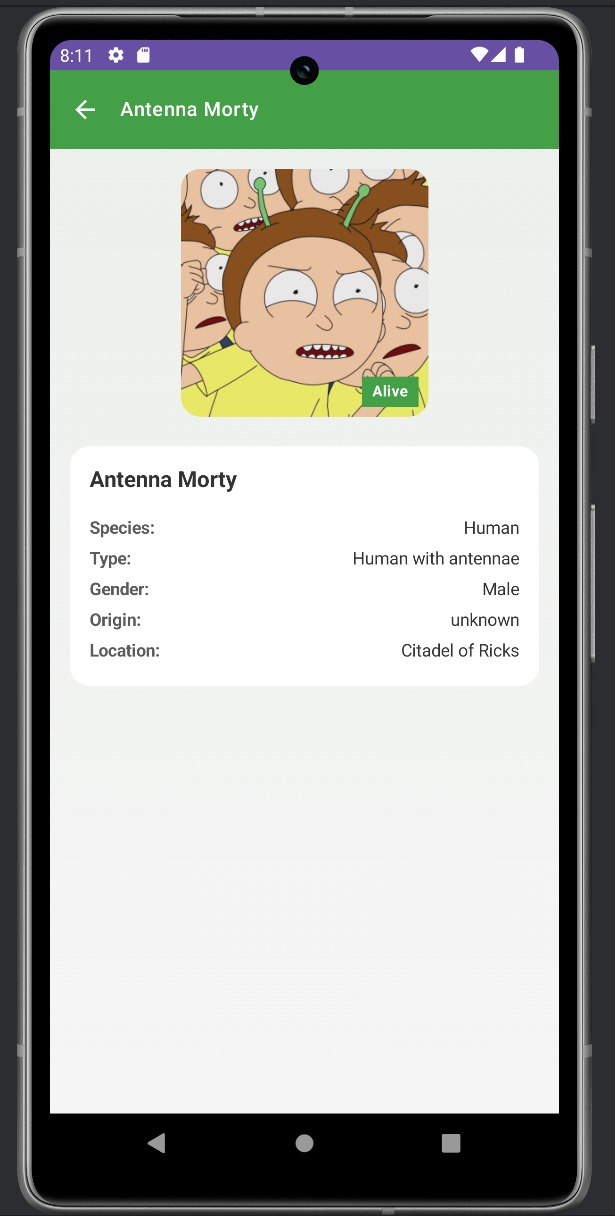 8:11
Antenna Morty
Alive
Antenna Morty
Species: Human
Type: Human with antennae
Gender: Male
Origin: unknown
Location: Citadel of Ricks